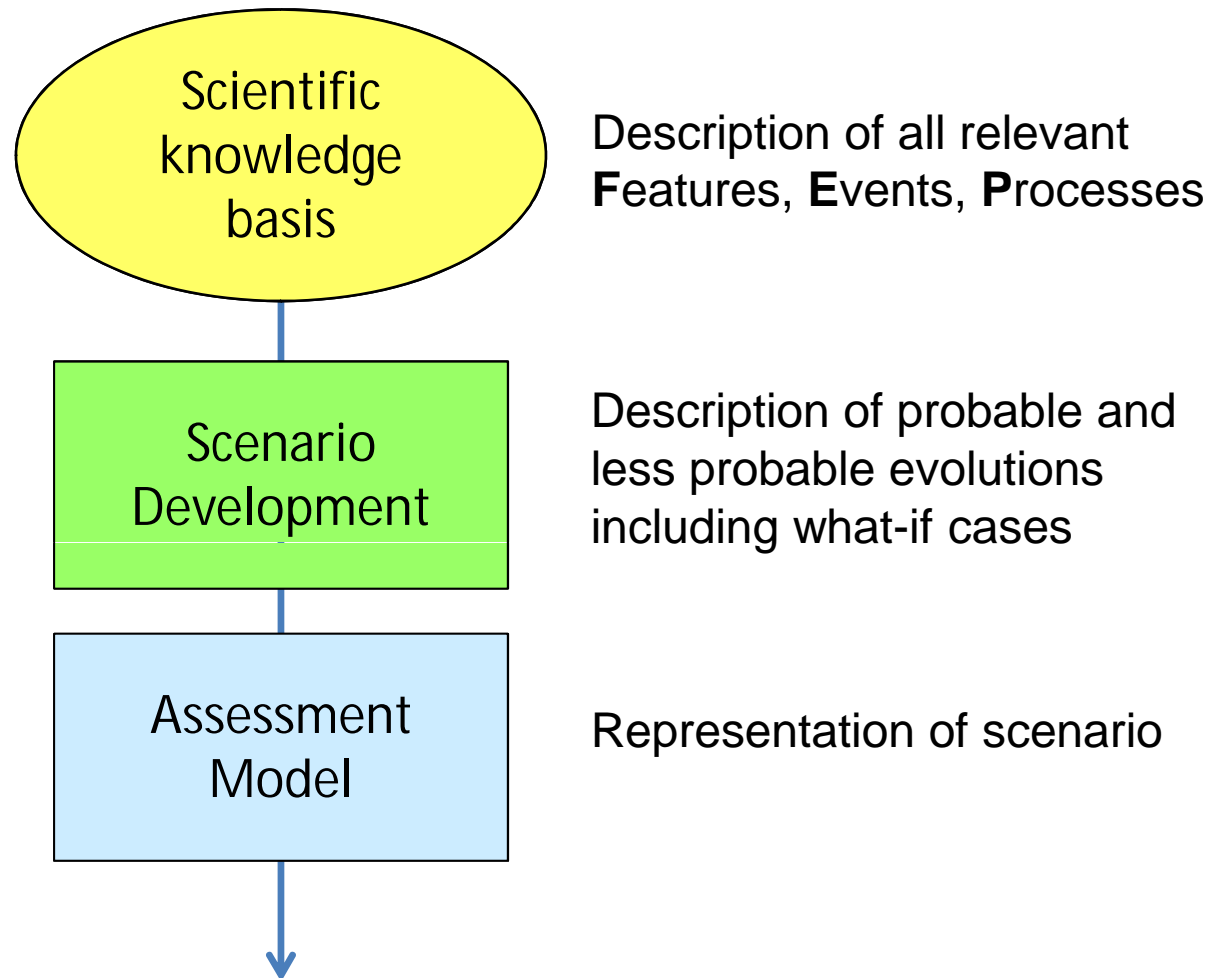 Scientific
knowledge
basis
Description of all relevant
Features, Events, Processes
Scenario
Development
Description of probable and
less probable evolutions
including what-if cases
Assessment
Model
Representation of scenario